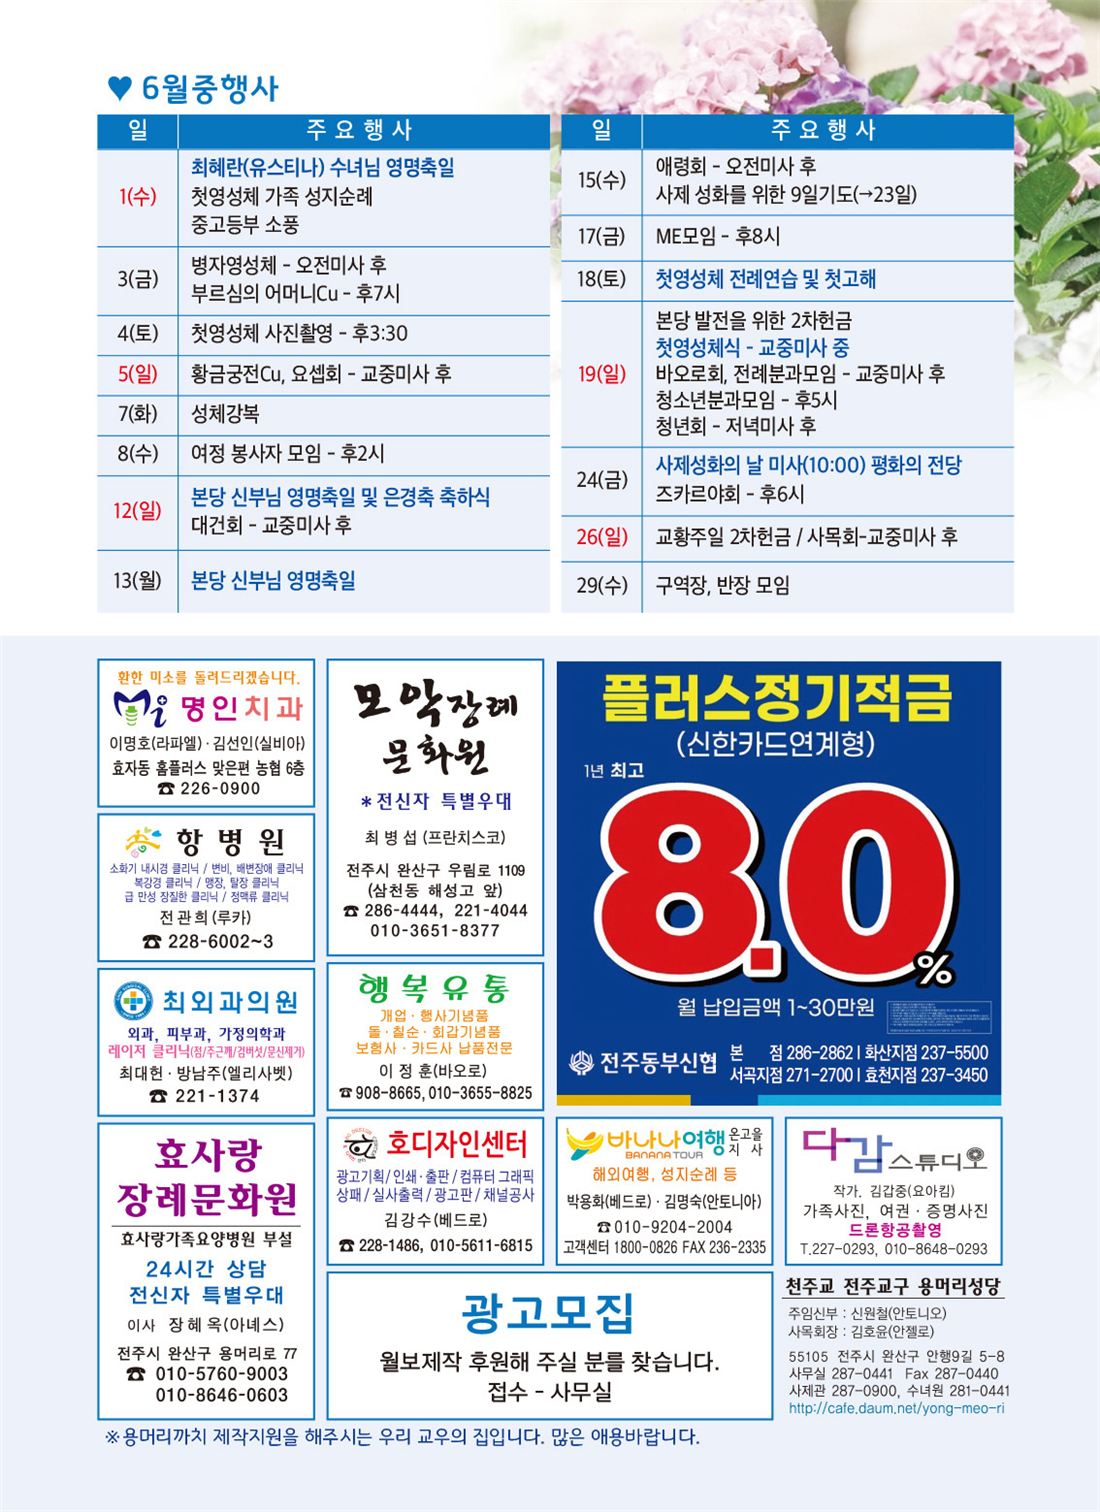 ♥ 6월중행사
일 주요행사
1(수)
최혜란(유스티나) 수녀님 영명축일
첫영성체 가족 성지순례
중고등부 소풍
3(금)
병자영성체 - 오전미사 후
부르심의 어머니Cu - 후7시
4(토) 첫영성체 사진촬영 - 후3:30
5(일) 황금궁전Cu, 요셉회 - 교중미사 후
7(화) 성체강복
8(수) 여정 봉사자 모임 - 후2시
12(일)
본당 신부님 영명축일 및 은경축 축하식
대건회 - 교중미사 후
13(월) 본당 신부님 영명축일
일 주요행사
15(수)
애령회 - 오전미사 후
사제 성화를 위한 9일기도(→23일)
17(금) ME모임 - 후8시
18(토) 첫영성체 전례연습 및 첫고해
19(일)
본당 발전을 위한 2차헌금
첫영성체식 - 교중미사 중
바오로회, 전례분과모임 - 교중미사 후
청소년분과모임 - 후5시
청년회 - 저녁미사 후
24(금)
사제성화의 날 미사(10:00) 평화의 전당
즈카르야회 - 후6시
26(일) 교황주일 2차헌금 / 사목회-교중미사 후
29(수) 구역장, 반장 모임
환한 미소를 돌려드리겠습니다.
명인치과
이명호(라파엘)·김선인(실비아)
효자동 홈플러스 맞은편 농협 6층
☎ 226-0900
항병원
소화기 내시경 클리닉 / 변비, 배변장애 클리닉
복강경 클리닉 / 맹장, 탈장 클리닉
급 만성 장질환 클리닉 / 정맥류 클리닉
전관희(루카)
☎ 228-6002~3
최외과의원
외과, 피부과, 가정의학과
레이저 클리닉(점/주근깨/검버섯/문신제거)
최대헌·방남주(엘리사벳)
☎ 221-1374
효사랑
장례문화원
효사랑가족요양병원 부설
24시간 상담
전신자 특별우대
이사 장혜옥(아녜스)
전주시 완산구 용머리로 77
☎ 010-5760-9003
010-8646-0603
모악장례
문화원
*전신자 특별우대
최병섭(프란치스코)
전주시 완산구 우림로 1109
(삼천동 해성고 앞)
☎ 286-4444, 221-4044
010-3651-8377
행복유통
개업·행사기념품
돌·칠순·회갑기념품
보험사·카드사 납품전문
이정훈(바오로)
☎908-8665, 010-3655-8825
호디자인센터
광고기획/인쇄·출판/컴퓨터 그래픽
상패/실사출력/광고판/채널공사
김강수(베드로)
☎ 228-1486, 010-5611-6815
플러스정기적금
(신한카드연계형)
1년 최고
8.0%
월 납입금액 1~30만원
전주동부신협
본 점 286-2862 | 화산지점 237-5500
서곡지점 271-2700 | 효천지점 237-3450
바나나여행 온고을
BANANA TOUR 지사
해외여행, 성지순례 등
박용화(베드로)·김명숙(안토니아)
☎010-9204-2004
고객센터 1800-0826 FAX 236-2335
다감스튜디오
작가. 김갑중(요아킴)
가족사진, 여권·증명사진
드론항공촬영
T.227-0293, 010-8648-0293
광고모집
월보제작 후원해 주실 분를 찾습니다.
접수 - 사무실
천주교 전주교구 용머리성당
주임신부 : 신원철(안토니오)
사목회장 : 김호윤(안젤로)
55105 전주시 완산구 안행9길 5-8
사무실 287-0441 Fax 287-0440
사제관 287-0900, 수녀원 281-0441
http://cafe.daum.net/yong-meo-ri
※용머리까치 제작지원을 해주시는 우리 교우의 집입니다. 많은 애용바랍니다.